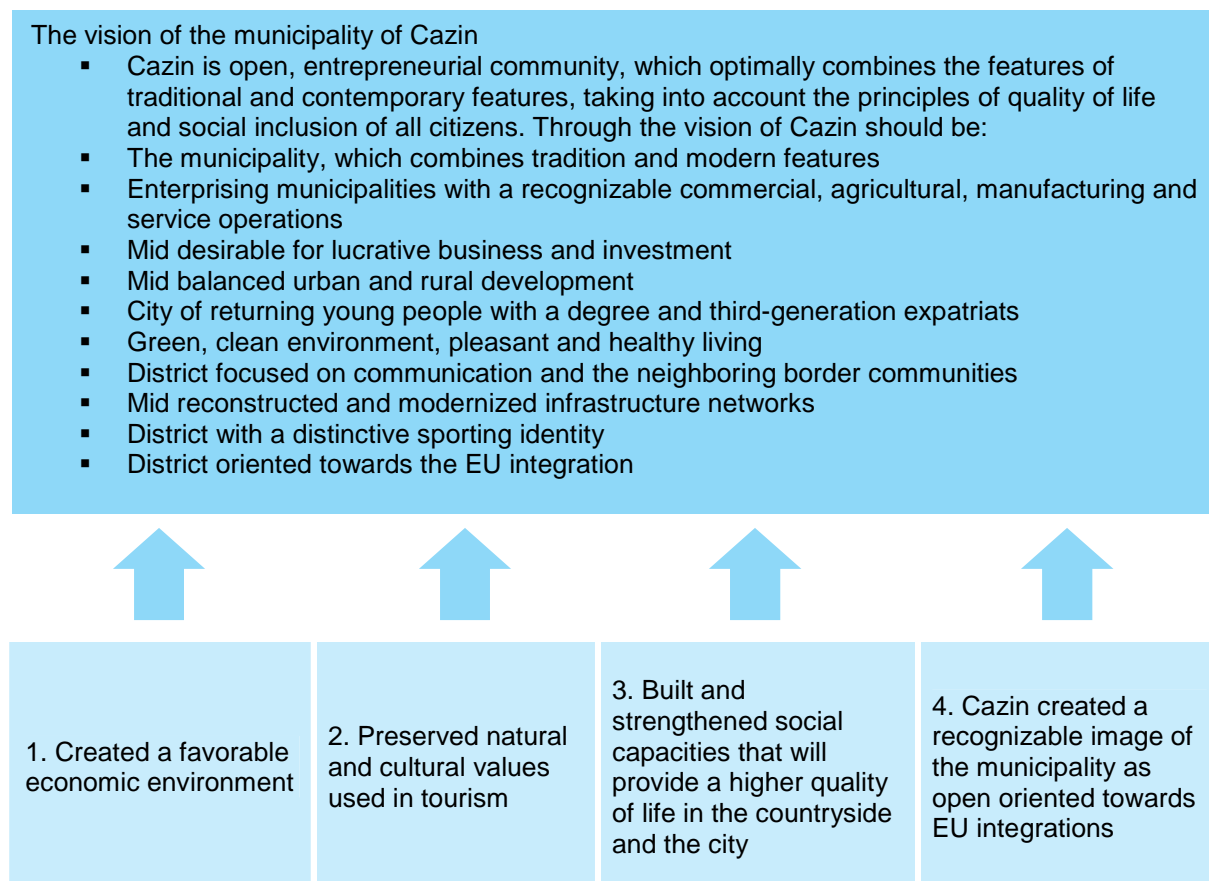 The vision of the municipality of Cazin
▪ Cazin is open, entrepreneurial community, which optimally combines the features of
traditional and contemporary features, taking into account the principles of quality of life
and social inclusion of all citizens. Through the vision of Cazin should be:
▪ The municipality, which combines tradition and modern features
▪ Enterprising municipalities with a recognizable commercial, agricultural, manufacturing and
service operations
▪ Mid desirable for lucrative business and investment
▪ Mid balanced urban and rural development
▪ City of returning young people with a degree and third-generation expatriats
▪ Green, clean environment, pleasant and healthy living
▪ District focused on communication and the neighboring border communities
▪ Mid reconstructed and modernized infrastructure networks
▪ District with a distinctive sporting identity
▪ District oriented towards the EU integration
1. Created a favorable
economic environment
2. Preserved natural
and cultural values
used in tourism
3. Built and
strengthened social
capacities that will
provide a higher quality
of life in the countryside
and the city
4. Cazin created a
recognizable image of
the municipality as
open oriented towards
EU integrations